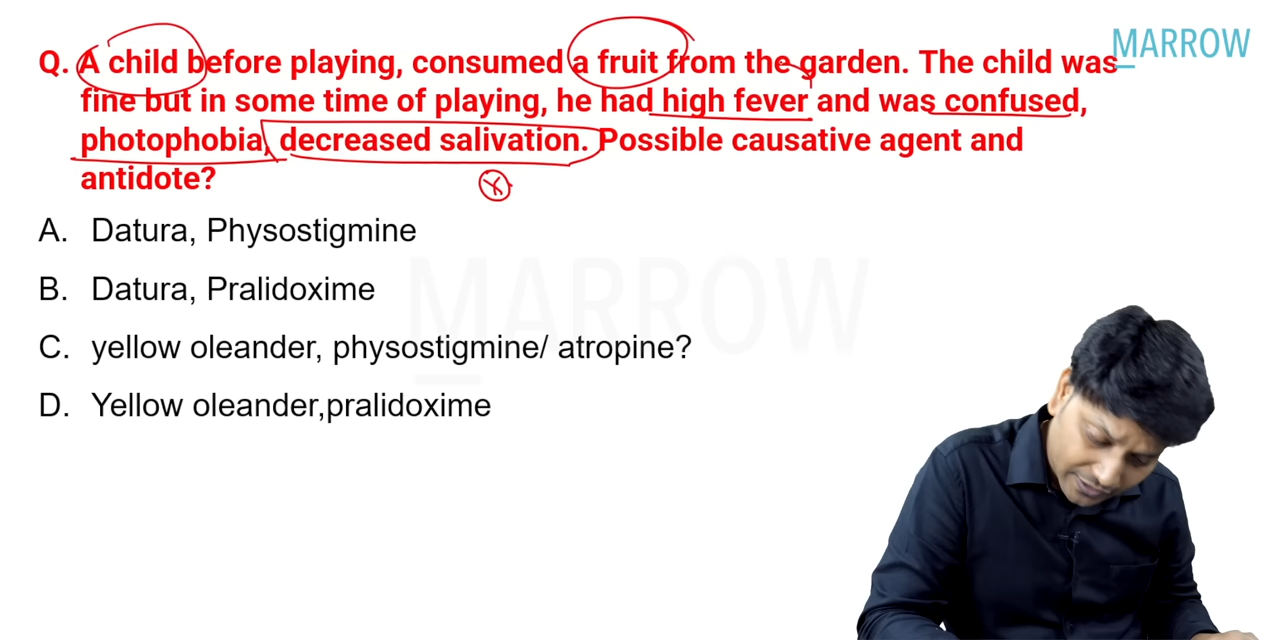 MARROW
Q. A child before playing, consumed a fruit from the garden. The child was
fine but in some time of playing, he had high fever and was confused,
photophobia, decreased salivation. Possible causative agent and
antidote?
A. Datura, Physostigmine
B. Datura, Pralidoxime
MARROW
C. yellow oleander, physostigmine/ atropine?
D. Yellow oleander,pralidoxime